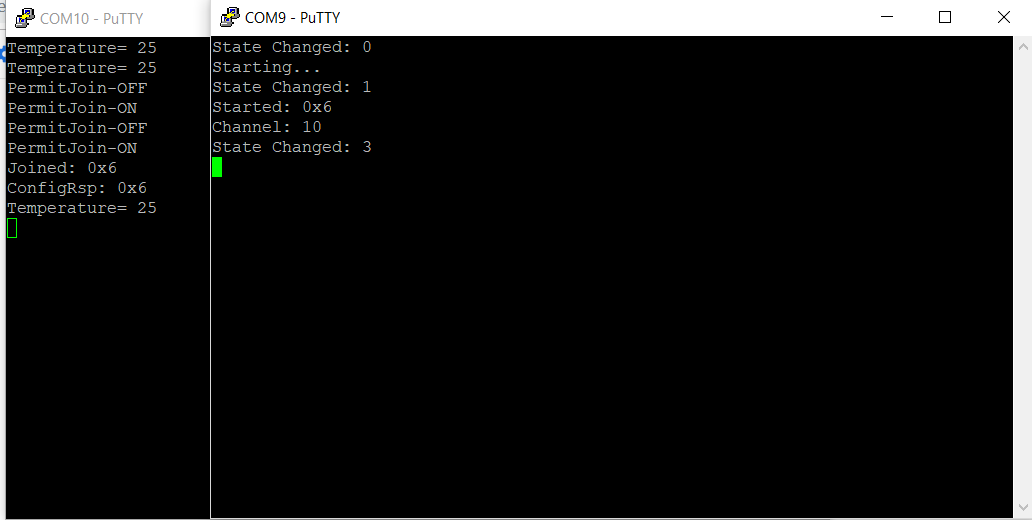 COM10 - PuTTY
Temperature= 25
Temperature= 25
PermitJoin-OFF
PermitJoin-ON
PermitJoin-OFF
PermitJoin-ON
Joined: 0x6
ConfigRsp: 0x6
Temperature= 25
COM9 - PuTTY
State Changed: 0
Starting...
State Changed: 1
Started: 0x6
Channel: 10
State Changed: 3